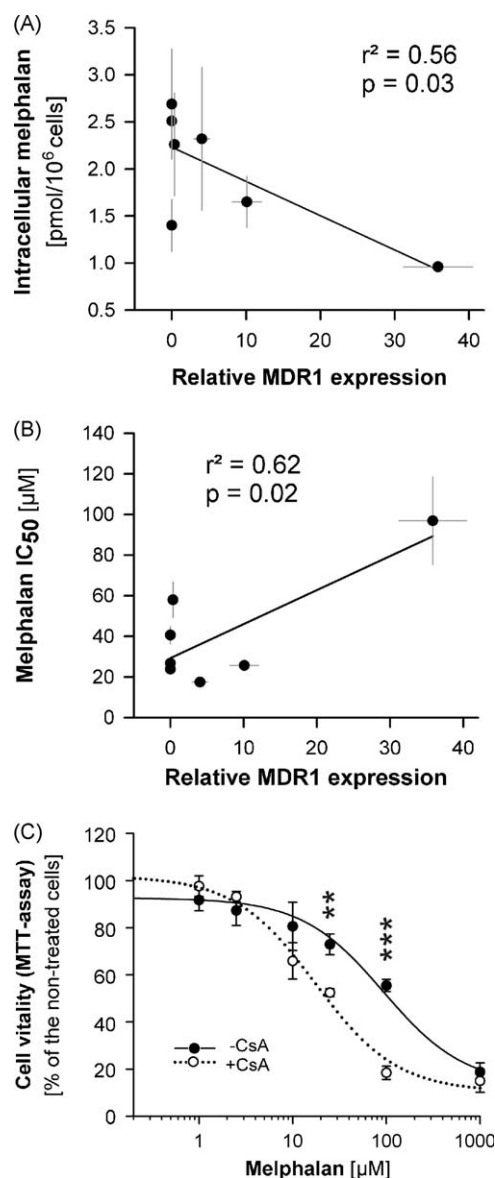 (A)
r² = 0.56
p = 0.03
Intracellular melphalan
[pmol/10⁶ cells]
3.5
3.0
2.5
2.0
1.5
1.0
0.5
0 10 20 30 40
Relative MDR1 expression
(B)
r² = 0.62
p = 0.02
Melphalan IC50 [µM]
140
120
100
80
60
40
20
0
0 10 20 30 40
Relative MDR1 expression
(C)
Cell vitality (MTT-assay)
[% of the non-treated cells]
120
100
80
60
40
20
0
**
***
-CsA
+CsA
1 10 100 1000
Melphalan [µM]